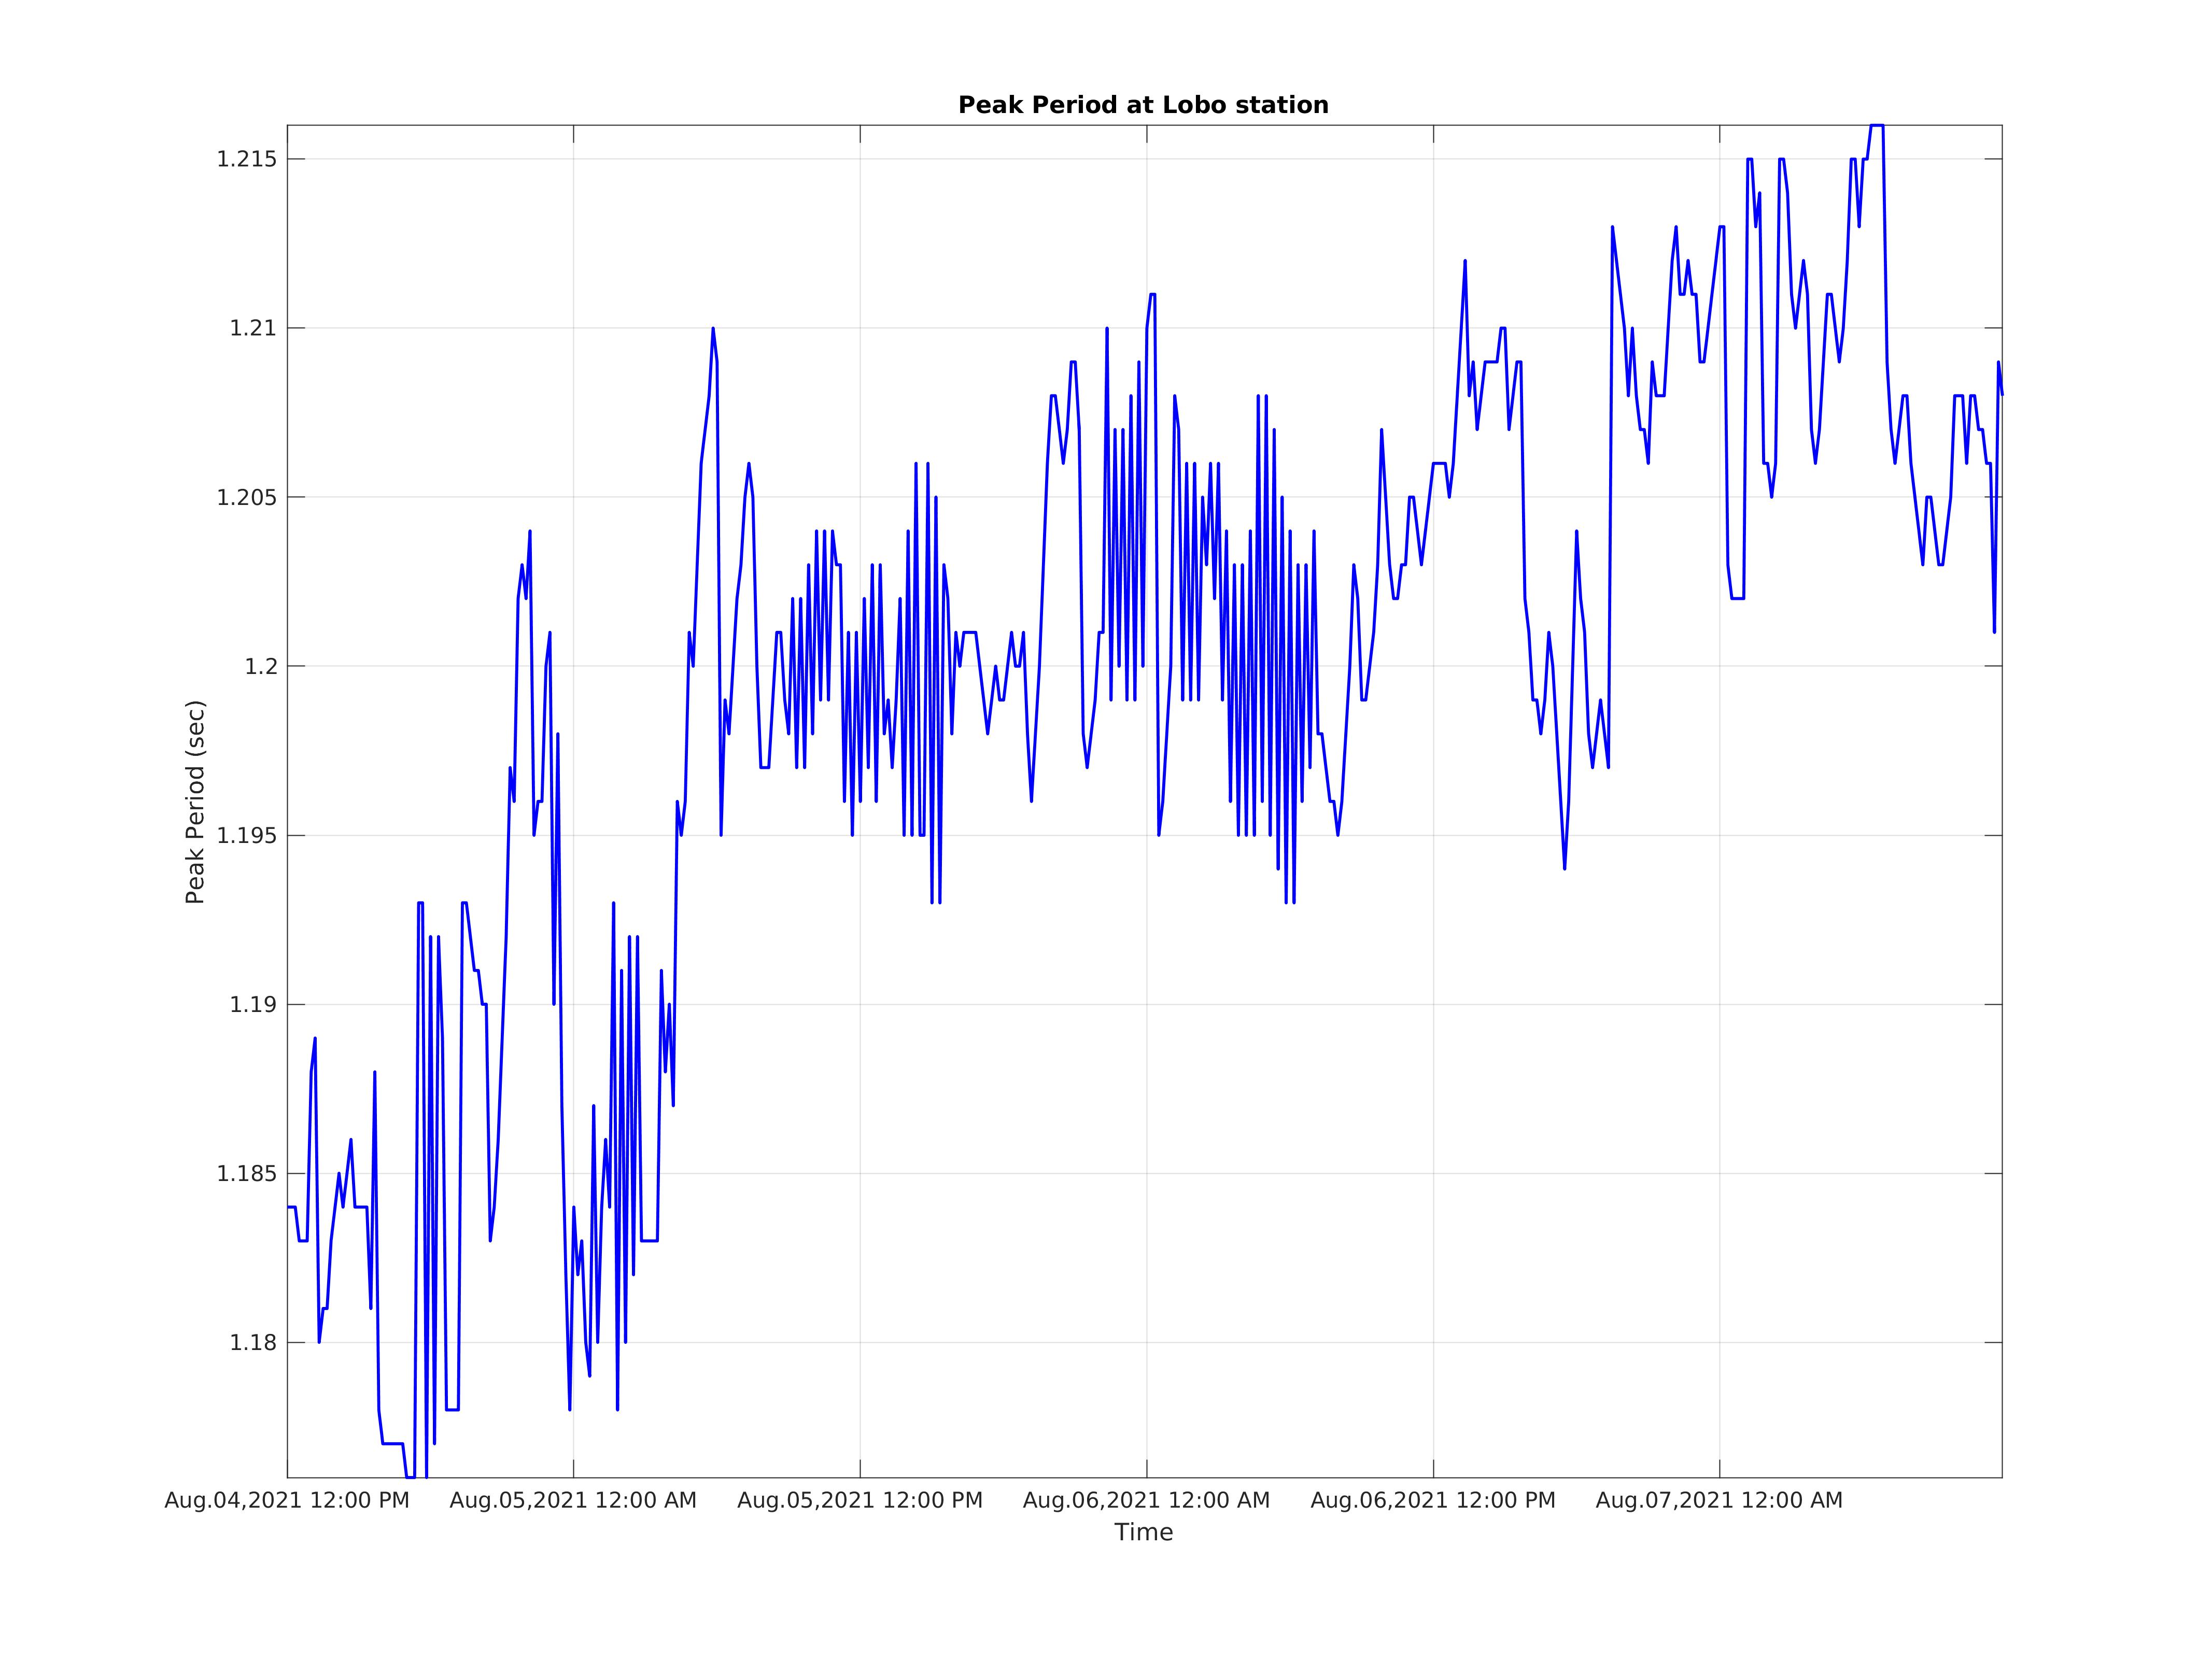 Peak Period at Lobo station
1.215
1.21
1.205
1.2
1.195
1.19
1.185
1.18
Peak Period (sec)
Aug.04,2021 12:00 PM Aug.05,2021 12:00 AM Aug.05,2021 12:00 PM Aug.06,2021 12:00 AM Aug.06,2021 12:00 PM Aug.07,2021 12:00 AM
Time